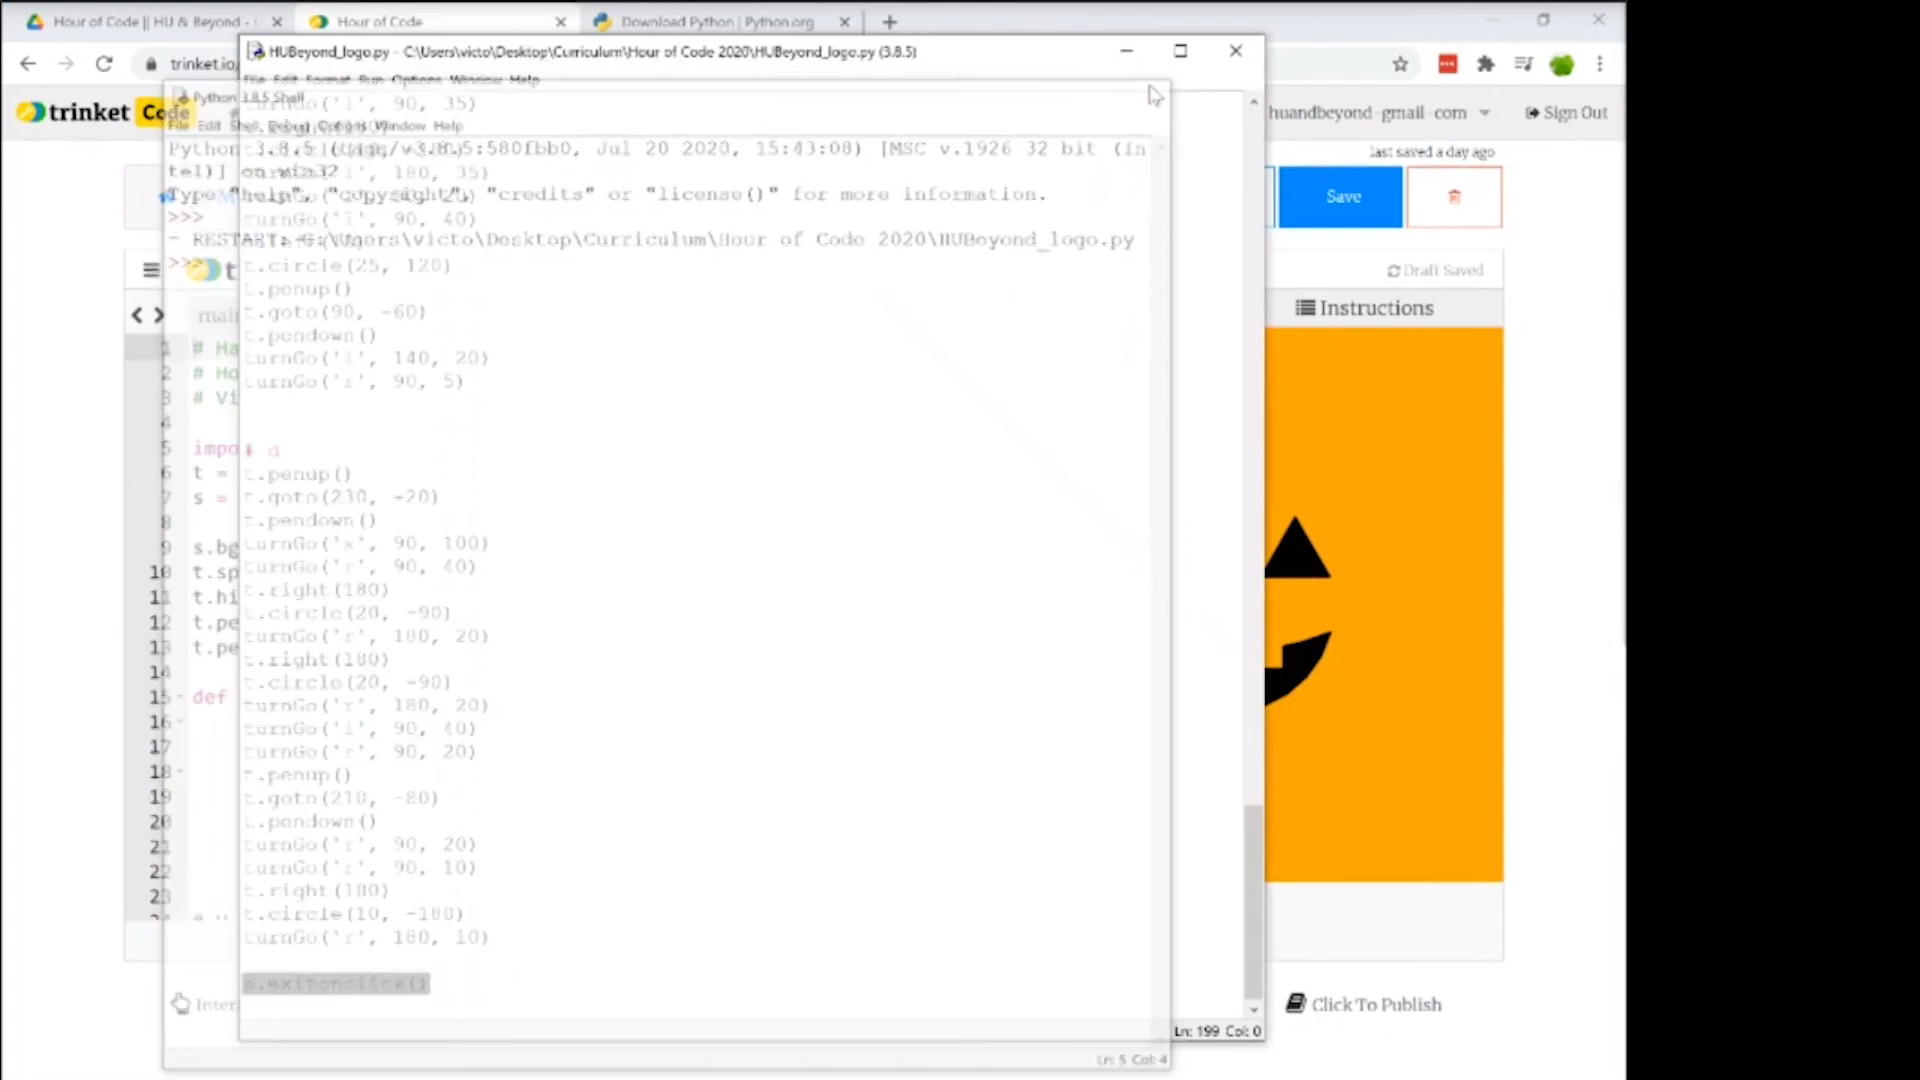 Hour of Code || HU & Beyond -
Hour of Code
Download Python | Python.org
trinket.io
HUBeyond_logo.py - C:\Users\victo\Desktop\Curriculum\Hour of Code 2020\HUBeyond_logo.py (3.8.5)
File Edit Format Run Options Window Help
trinket Code
huandbeyond-gmail-com
Sign Out
Python 3.8.5 Shell
turnGo('l', 90, 35)
File Edit Shell Debug Options Window Help
Python 3.8.5 (tags/v3.8.5:580fbb0, Jul 20 2020, 15:43:08) [MSC v.1926 32 bit (In
tel)] on win32
180, 35)
last saved a day ago
Type "help", "copyright", "credits" or "license()" for more information.
Save
>>>
turnGo('l', 90, 40)
RESTART: C:\Users\victo\Desktop\Curriculum\Hour of Code 2020\HUBeyond_logo.py
>>>
t.circle(25, 120)
Draft Saved
t.penup()
t.goto(90, -60)
Instructions
main
t.pendown()
turnGo('l', 140, 20)
turnGo('r', 90, 5)
1 # Ha
2 # Ho
3 # Vi
4
5 impo
6 t =
7 s =
8
9 s.bg
10 t.sp
11 t.hi
12 t.pe
13 t.pe
14
15 def
16
17
18
19
20
21
22
23
# d
t.penup()
t.goto(230, -20)
t.pendown()
turnGo('x', 90, 100)
turnGo('r', 90, 40)
t.right(180)
t.circle(20, -90)
turnGo('r', 180, 20)
t.right(180)
t.circle(20, -90)
turnGo('r', 180, 20)
turnGo('l', 90, 40)
turnGo('r', 90, 20)
t.penup()
t.goto(210, -80)
t.pendown()
turnGo('r', 90, 20)
turnGo('r', 90, 10)
t.right(180)
t.circle(10, -180)
turnGo('r', 180, 10)
s.exitonclick()
Inter
Click To Publish
Ln: 199 Col: 0
Ln: 5 Col: 4